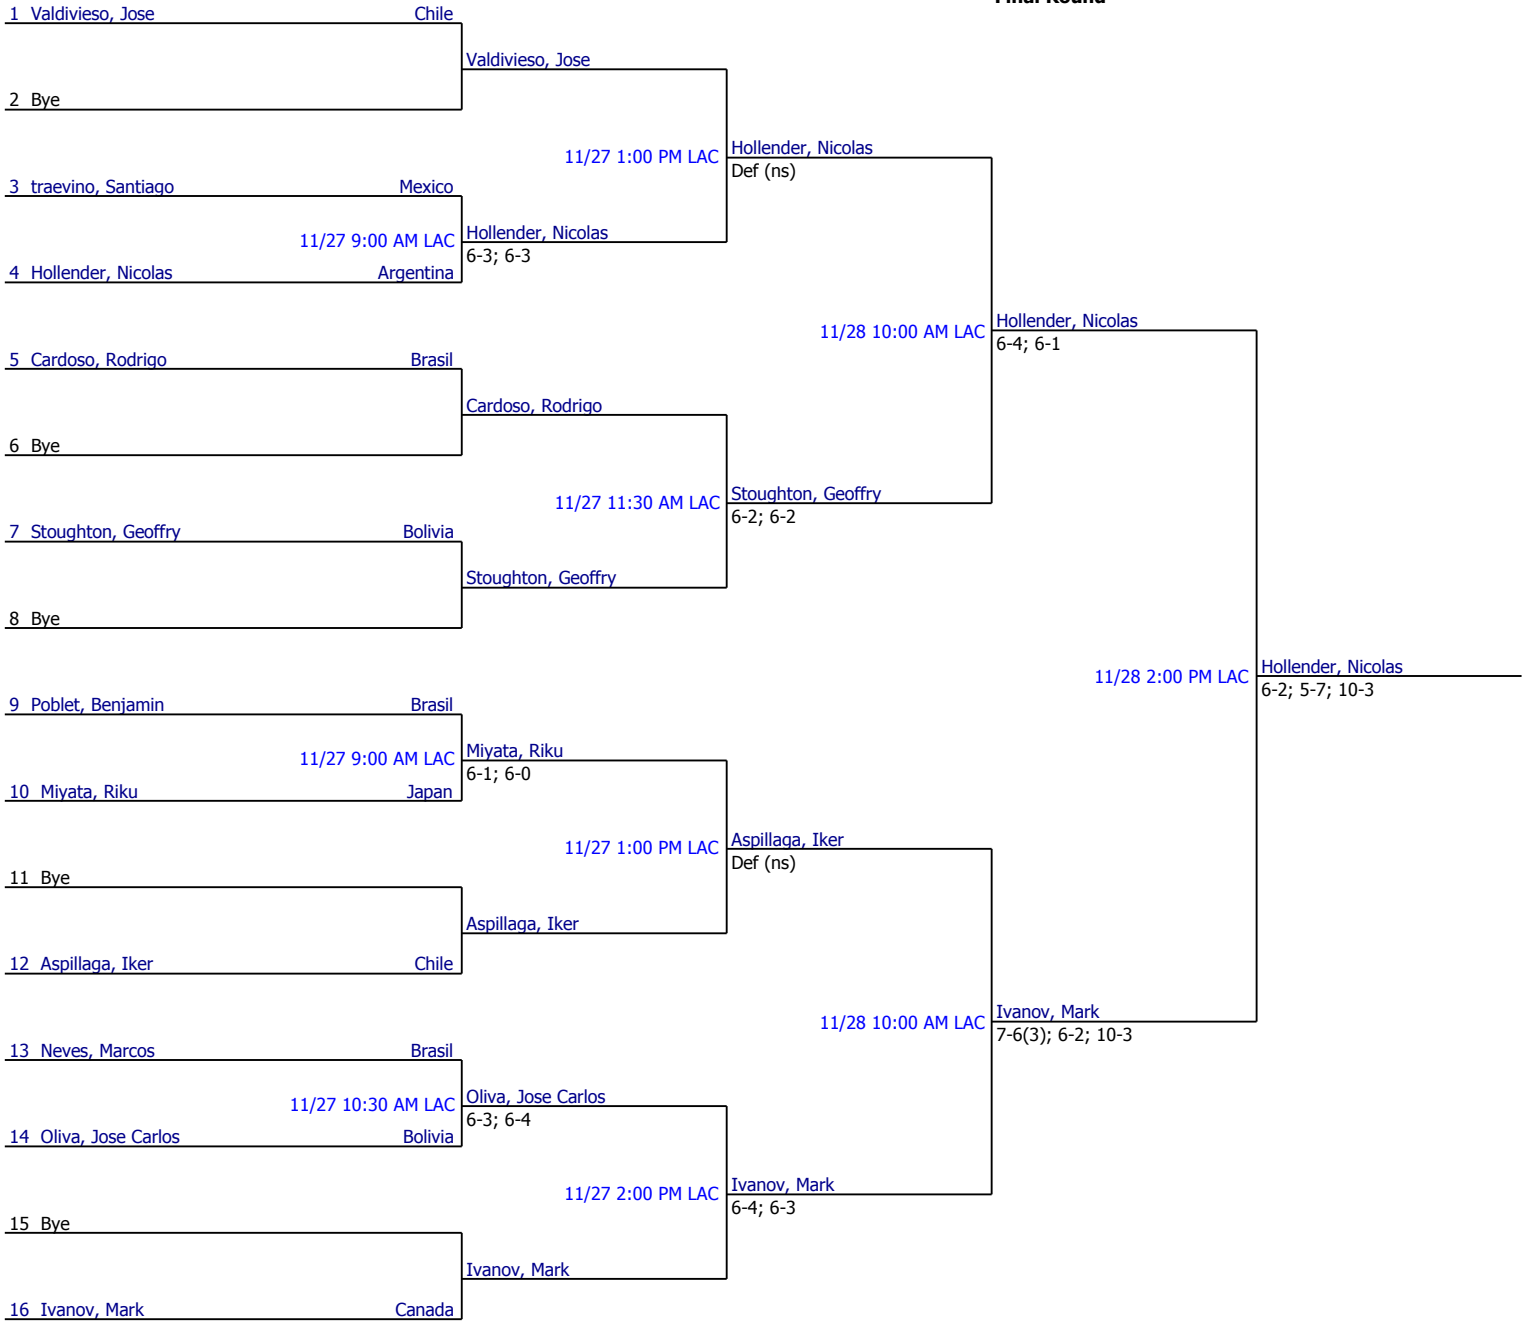 Final Round
1 Valdivieso, Jose Chile
Valdivieso, Jose
2 Bye
11/27 1:00 PM LAC
Hollender, Nicolas
Def (ns)
3 traevino, Santiago Mexico
11/27 9:00 AM LAC
Hollender, Nicolas
6-3; 6-3
4 Hollender, Nicolas Argentina
11/28 10:00 AM LAC
Hollender, Nicolas
6-4; 6-1
5 Cardoso, Rodrigo Brasil
Cardoso, Rodrigo
6 Bye
11/27 11:30 AM LAC
Stoughton, Geoffry
6-2; 6-2
7 Stoughton, Geoffry Bolivia
Stoughton, Geoffry
8 Bye
11/28 2:00 PM LAC
Hollender, Nicolas
6-2; 5-7; 10-3
9 Poblet, Benjamin Brasil
11/27 9:00 AM LAC
Miyata, Riku
6-1; 6-0
10 Miyata, Riku Japan
11/27 1:00 PM LAC
Aspillaga, Iker
Def (ns)
11 Bye
Aspillaga, Iker
12 Aspillaga, Iker Chile
11/28 10:00 AM LAC
Ivanov, Mark
7-6(3); 6-2; 10-3
13 Neves, Marcos Brasil
11/27 10:30 AM LAC
Oliva, Jose Carlos
6-3; 6-4
14 Oliva, Jose Carlos Bolivia
11/27 2:00 PM LAC
Ivanov, Mark
6-4; 6-3
15 Bye
Ivanov, Mark
16 Ivanov, Mark Canada